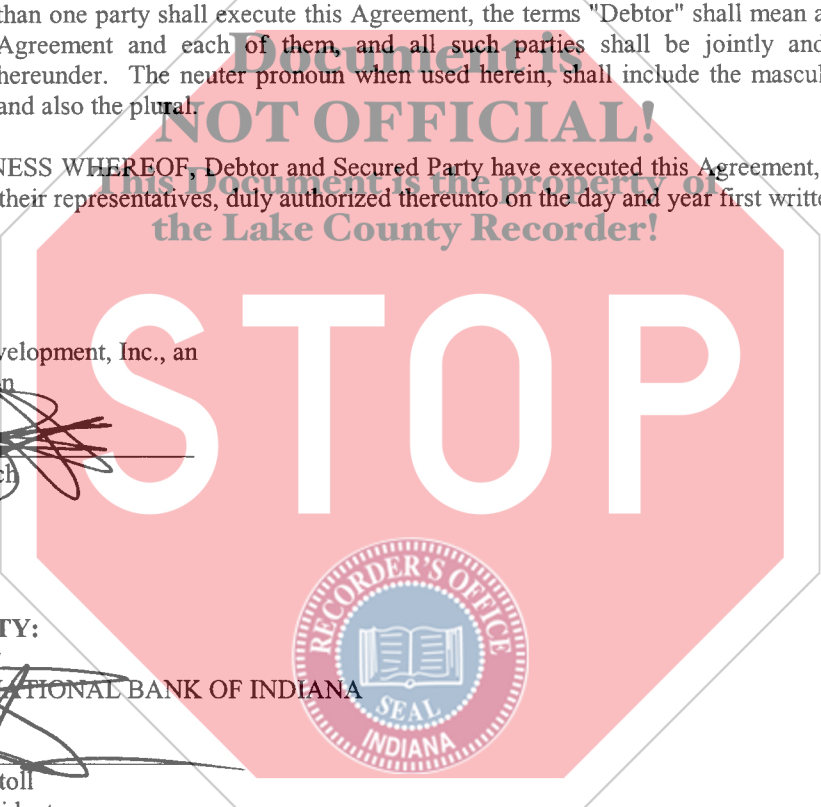 than one party shall execute this Agreement, the terms "Debtor" shall mean a
Agreement and each of them, and all such parties shall be jointly and
hereunder. The neuter pronoun when used herein, shall include the mascul
and also the plural.
Document is
NOT OFFICIAL!
NESS WHEREOF, Debtor and Secured Party have executed this Agreement,
This Document is the property of
their representatives, duly authorized thereunto on the day and year first writte
the Lake County Recorder!
STOP
velopment, Inc., an
n
ch
RECORDER'S OFFICE
SEAL
INDIANA
TY:
NATIONAL BANK OF INDIANA
toll